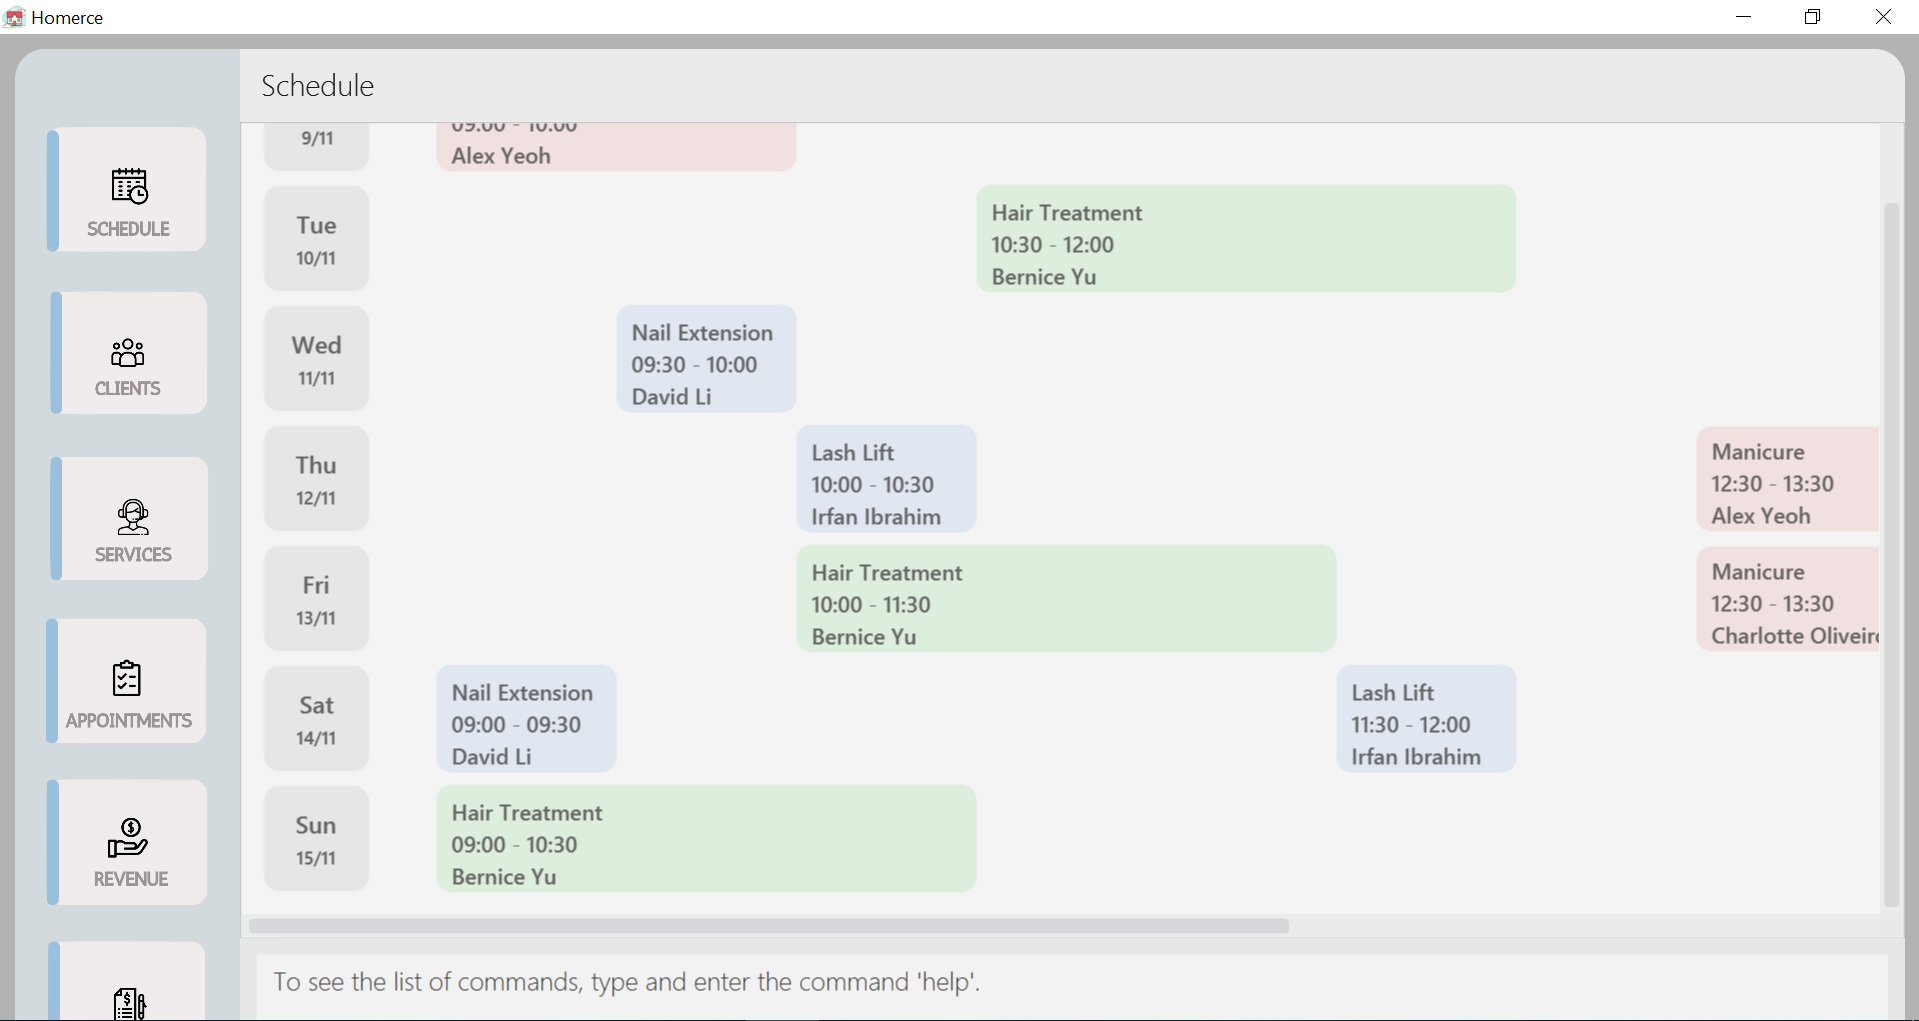 Homerce
Schedule
SCHEDULE
CLIENTS
SERVICES
APPOINTMENTS
REVENUE
9/11
09:00 - 10:00
Alex Yeoh
Tue
10/11
Hair Treatment
10:30 - 12:00
Bernice Yu
Wed
11/11
Nail Extension
09:30 - 10:00
David Li
Thu
12/11
Lash Lift
10:00 - 10:30
Irfan Ibrahim
Manicure
12:30 - 13:30
Alex Yeoh
Fri
13/11
Hair Treatment
10:00 - 11:30
Bernice Yu
Manicure
12:30 - 13:30
Charlotte
Sat
14/11
Nail Extension
09:00 - 09:30
David Li
Lash Lift
11:30 - 12:00
Irfan Ibrahim
Sun
15/11
Hair Treatment
09:00 - 10:30
Bernice Yu
To see the list of commands, type and enter the command 'help'.